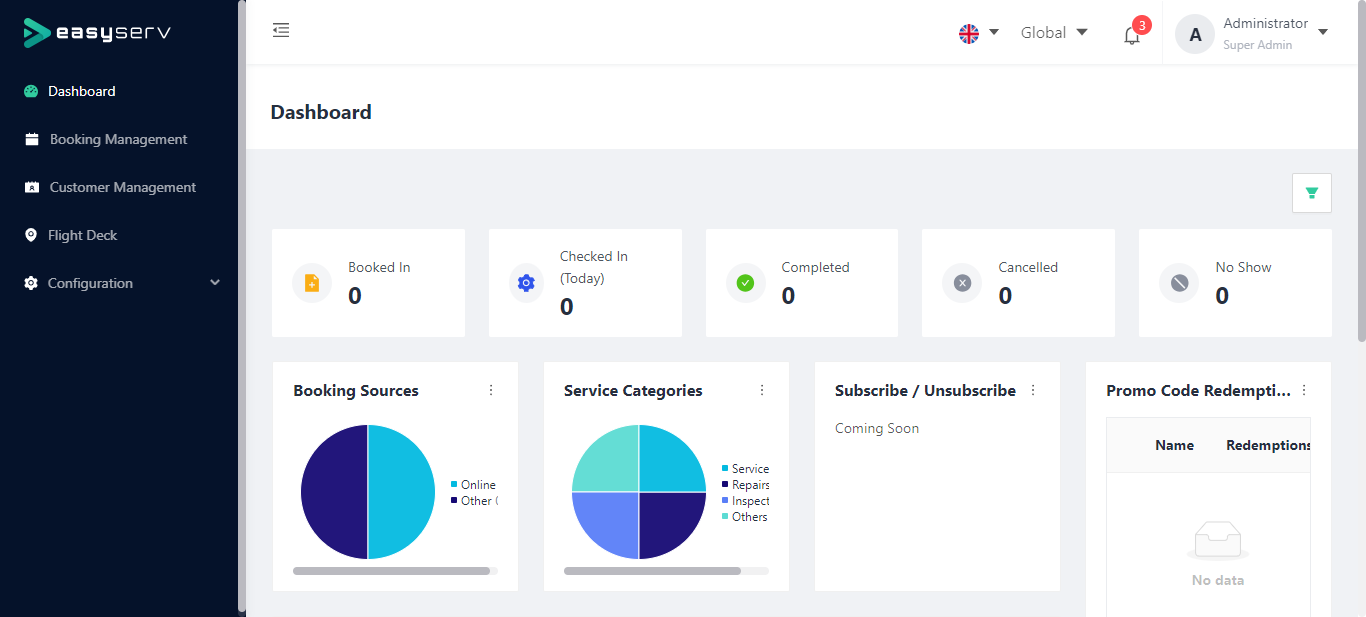 easyserv
Dashboard
Booking Management
Customer Management
Flight Deck
Configuration
Global
3
A
Administrator
Super Admin
Dashboard
Booked In
0
Checked In
(Today)
0
Completed
0
Cancelled
0
No Show
0
Booking Sources
Online
Other (
Service Categories
Service
Repairs
Inspect
Others
Subscribe / Unsubscribe
Coming Soon
Promo Code Redempti...
Name Redemptions
No data